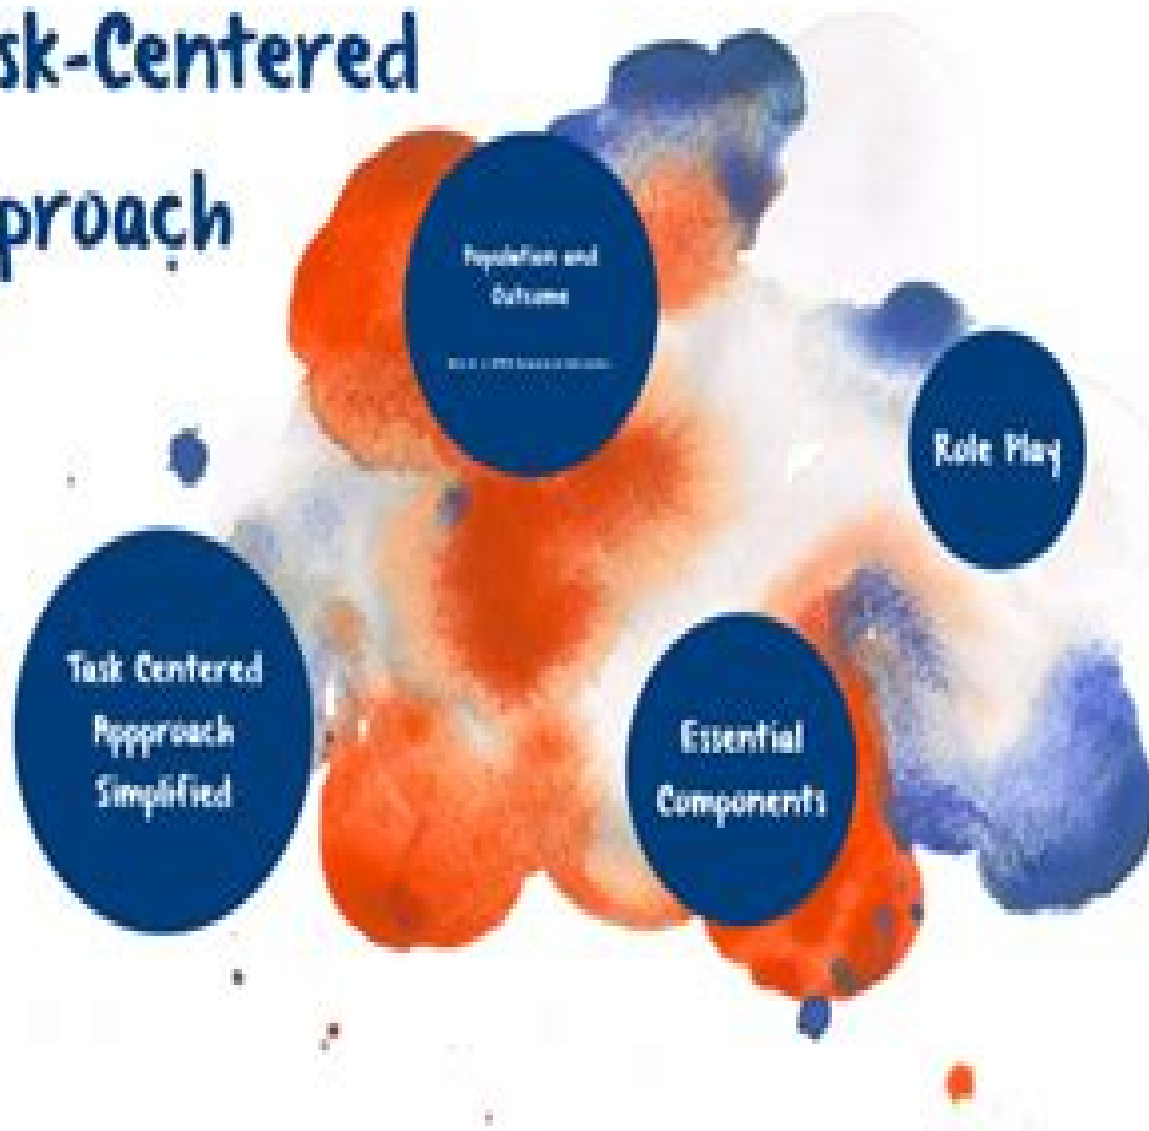 sk-Centered
proach
Population and
Outcome
Role Play
Task Centered
Appproach
Simplified
Essential
Components